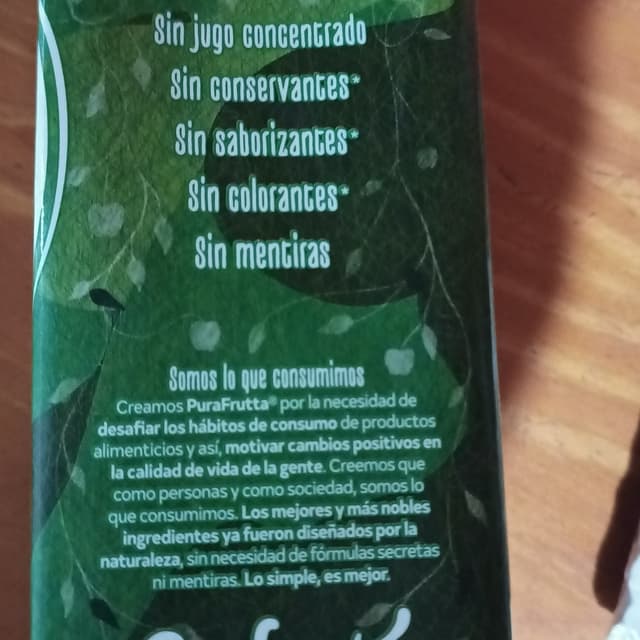 Sin jugo concentrado
Sin conservantes*
Sin saborizantes*
Sin colorantes*
Sin mentiras
Somos lo que consumimos
Creamos PuraFrutta® por la necesidad de
desafiar los hábitos de consumo de productos
alimenticios y así, motivar cambios positivos en
la calidad de vida de la gente. Creemos que
como personas y como sociedad, somos lo
que consumimos. Los mejores y más nobles
ingredientes ya fueron diseñados por la
naturaleza, sin necesidad de fórmulas secretas
ni mentiras. Lo simple, es mejor.